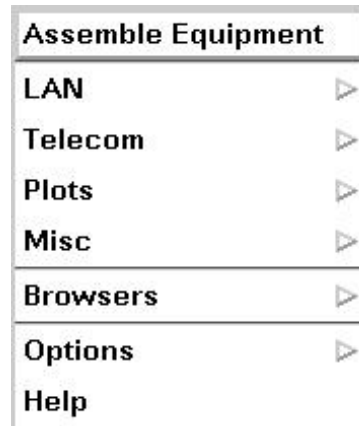 Assemble Equipment
LAN
Telecom
Plots
Misc
Browsers
Options
Help